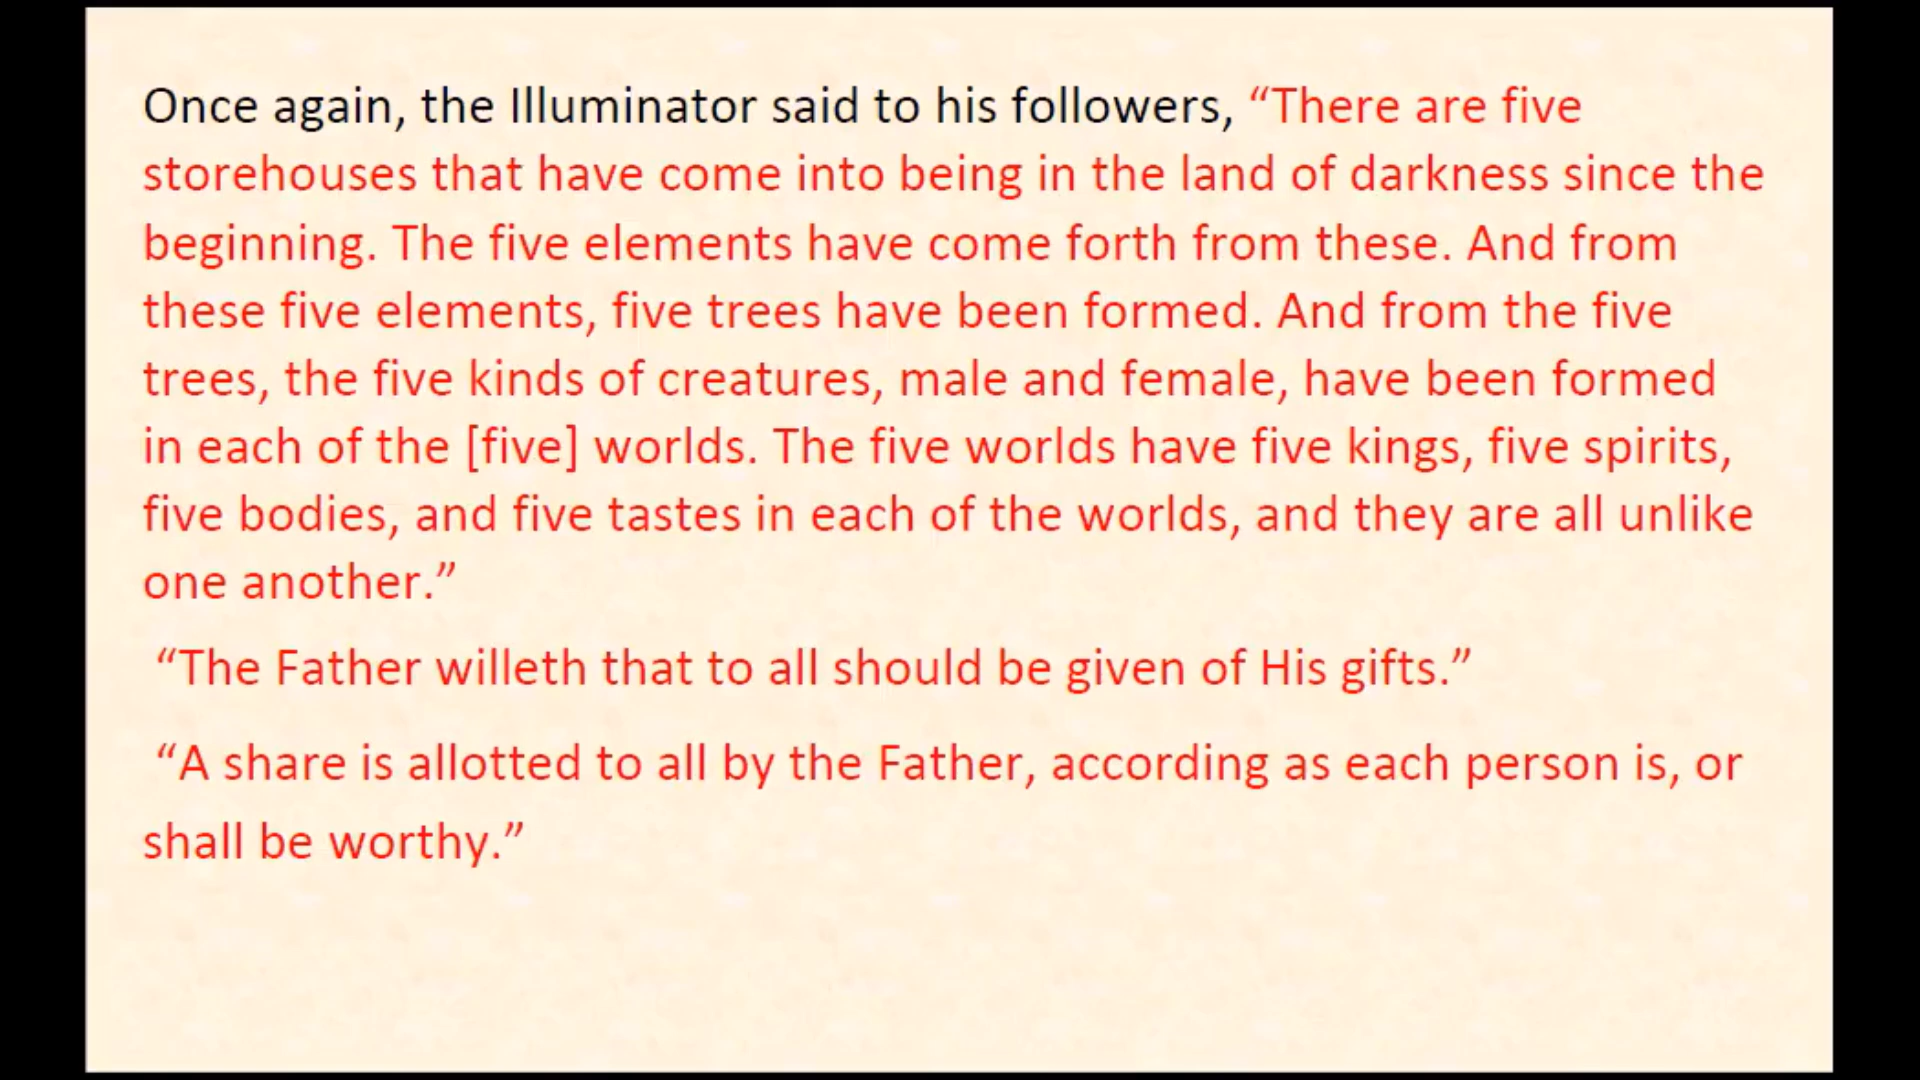 Once again, the Illuminator said to his followers, “There are five
storehouses that have come into being in the land of darkness since the
beginning. The five elements have come forth from these. And from
these five elements, five trees have been formed. And from the five
trees, the five kinds of creatures, male and female, have been formed
in each of the [five] worlds. The five worlds have five kings, five spirits,
five bodies, and five tastes in each of the worlds, and they are all unlike
one another.”
“The Father willeth that to all should be given of His gifts.”
“A share is allotted to all by the Father, according as each person is, or
shall be worthy.”